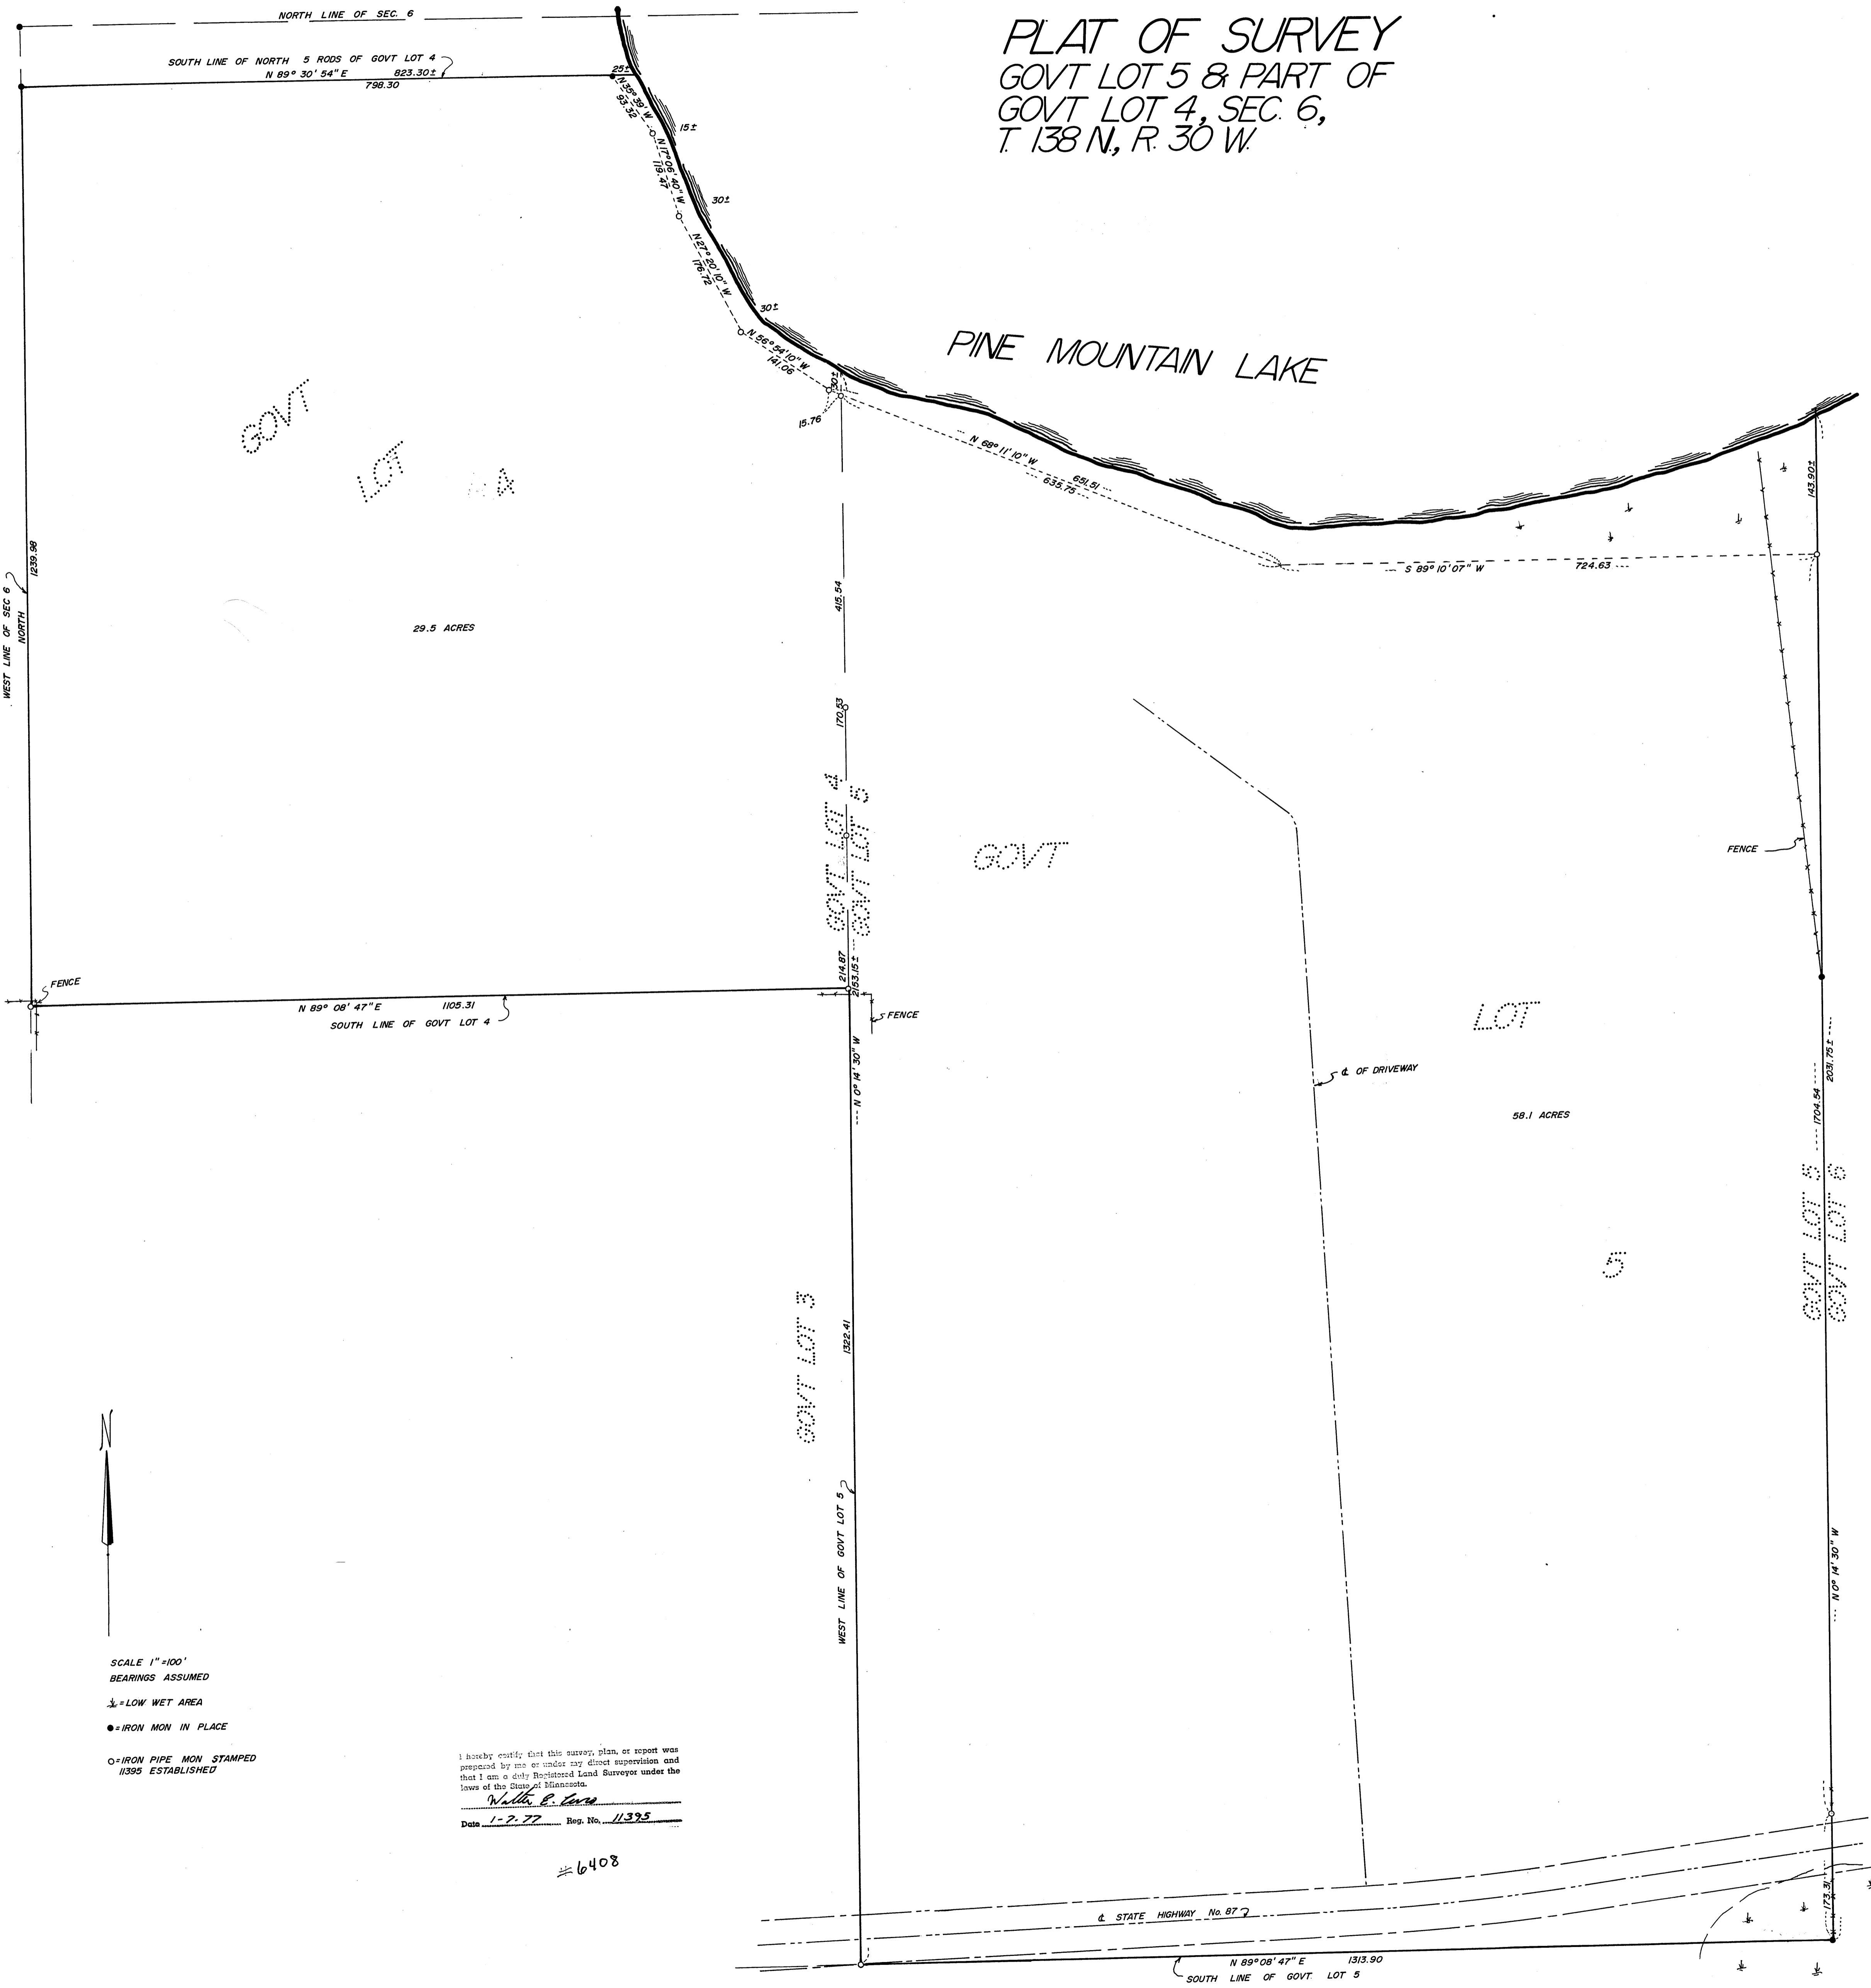 PLAT OF SURVEY
GOVT LOT 5 & PART OF
GOVT LOT 4, SEC. 6,
T. 138 N., R. 30 W.
NORTH LINE OF SEC. 6
SOUTH LINE OF NORTH 5 RODS OF GOVT LOT 4
N 89° 30' 54" E 823.30±
798.30
25±
N 35° 39' W
93.32
15±
N 17° 06' 40" W
119.47
30±
N 27° 20' 10" W
176.72
30±
N 56° 54' 10" W
141.06
30±
15.76
PINE MOUNTAIN LAKE
N 68° 11' 10" W 651.51
635.75
S 89° 10' 07" W 724.63
143.90±
GOVT
LOT
4
1239.98
WEST LINE OF SEC 6
NORTH
29.5 ACRES
415.54
170.53
GOVT LOT 4
GOVT LOT 5
214.87
2153.15±
GOVT
FENCE
FENCE
N 89° 08' 47" E 1105.31
SOUTH LINE OF GOVT LOT 4
FENCE
N 0° 14' 30" W
LOT
₵ OF DRIVEWAY
58.1 ACRES
1704.54
2031.75±
GOVT LOT 5
GOVT LOT 6
5
GOVT LOT 3
1322.41
WEST LINE OF GOVT LOT 5
N 0° 14' 30" W
N
SCALE 1" =100'
BEARINGS ASSUMED
= LOW WET AREA
= IRON MON IN PLACE
= IRON PIPE MON STAMPED
11395 ESTABLISHED
I hereby certify that this survey, plan, or report was
prepared by me or under my direct supervision and
that I am a duly Registered Land Surveyor under the
laws of the State of Minnesota.
Walter E.
Date 1-7-77 Reg. No. 11395
#6408
₵ STATE HIGHWAY No. 87
173.31
N 89° 08' 47" E 1313.90
SOUTH LINE OF GOVT. LOT 5